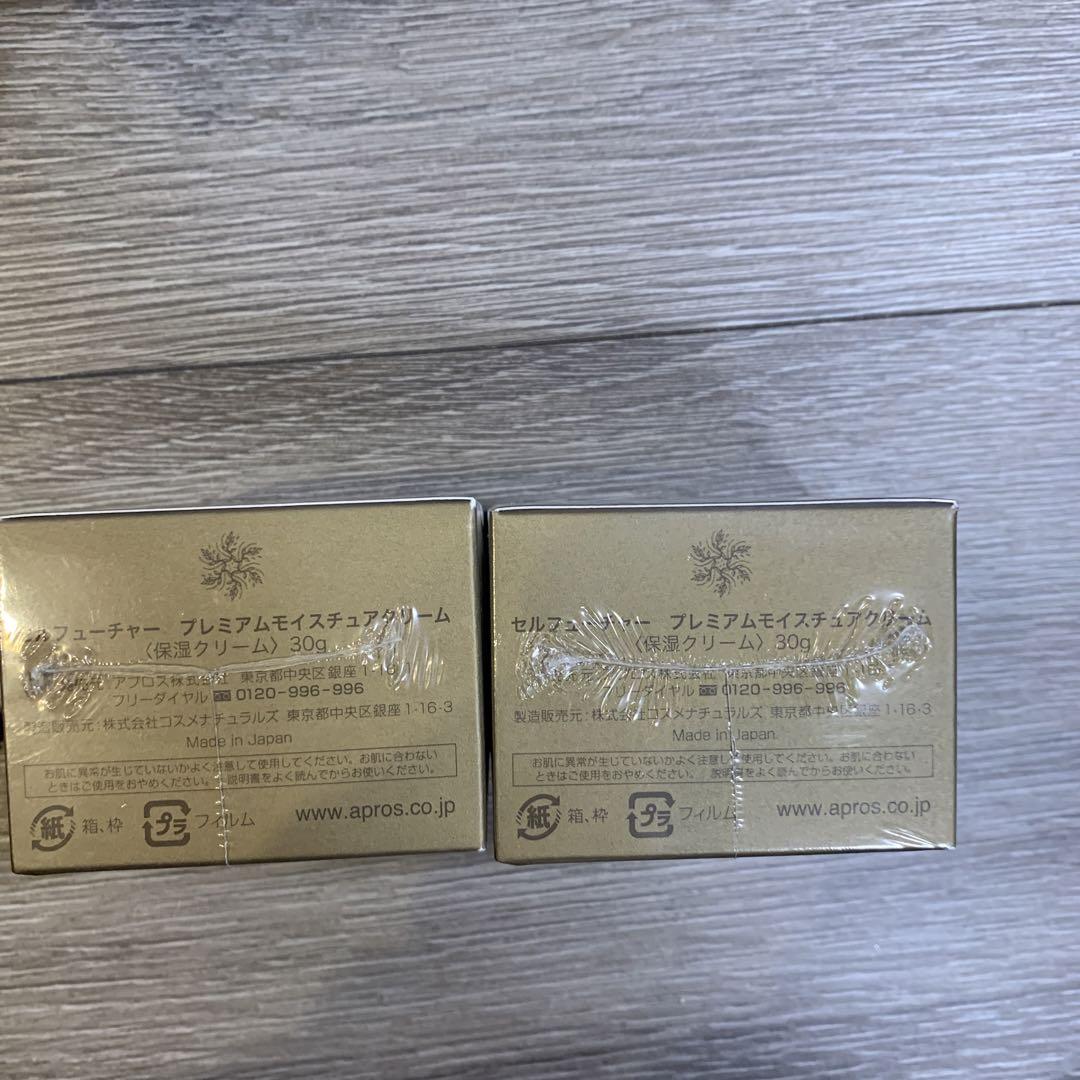 セルフューチャー プレミアムモイスチュアクリーム
〈保湿クリーム〉30g
アプロス株式会社 東京都中央区銀座1-16-1
フリーダイヤル 0120-996-996
製造販売元:株式会社コスメナチュラルズ 東京都中央区銀座1-16-3
Made in Japan
お肌に異常が生じていないかよく注意して使用してください。お肌に合わない
ときはご使用をおやめください。 説明書をよく読んでからお使いください。
紙 箱、枠 プラ フィルム www.apros.co.jp
セルフューチャー プレミアムモイスチュアクリーム
〈保湿クリーム〉30g
東京都中央区銀座
フリーダイヤル 0120-996-996
製造販売元:株式会社コスメナチュラルズ 東京都中央区銀座1-16-3
Made in Japan
お肌に異常が生じていないかよく注意して使用してください。お肌に合わない
ときはご使用をおやめください。 説明書をよく読んでからお使いください。
紙 箱、枠 プラ フィルム www.apros.co.jp